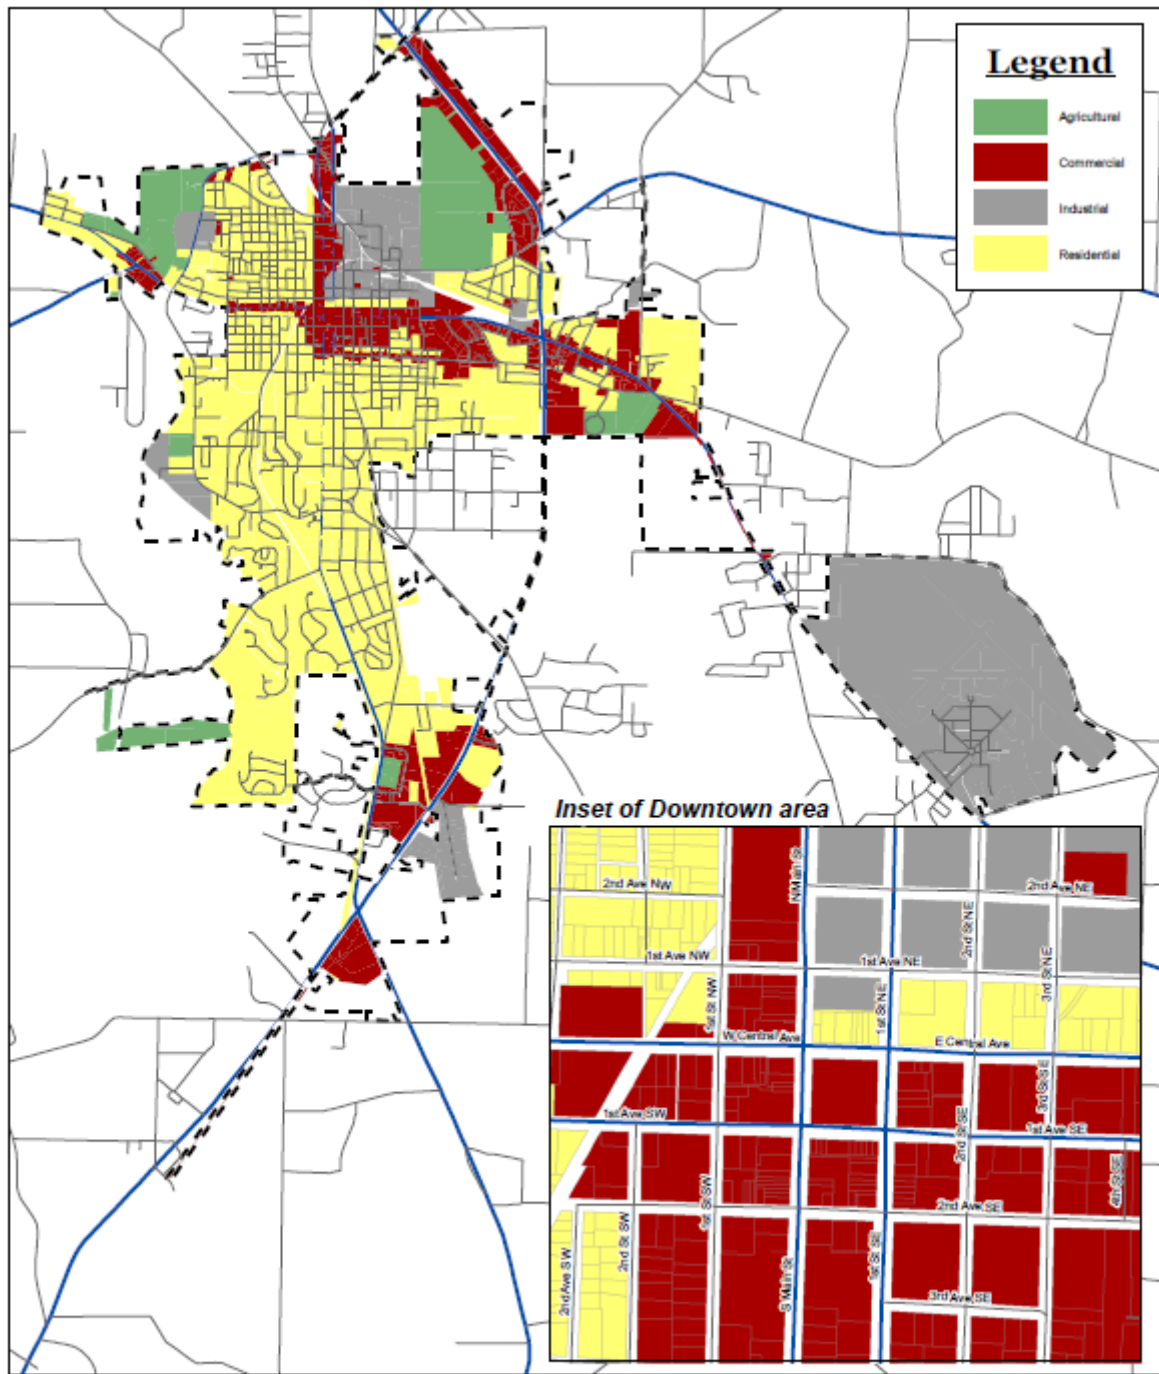 Legend
Agricultural
Commercial
Industrial
Residential
Inset of Downtown area
N Main St
2nd Ave NW
2nd Ave NE
2nd St NE
3rd St NE
1st Ave NW
1st Ave NE
1st St NW
1st St NE
W Central Ave
E Central Ave
3rd St SE
1st Ave SW
1st Ave SE
2nd St SE
4th St SE
1st St SW
2nd Ave SE
2nd St SW
1st St SE
2nd Ave SW
S Main St
3rd Ave SE